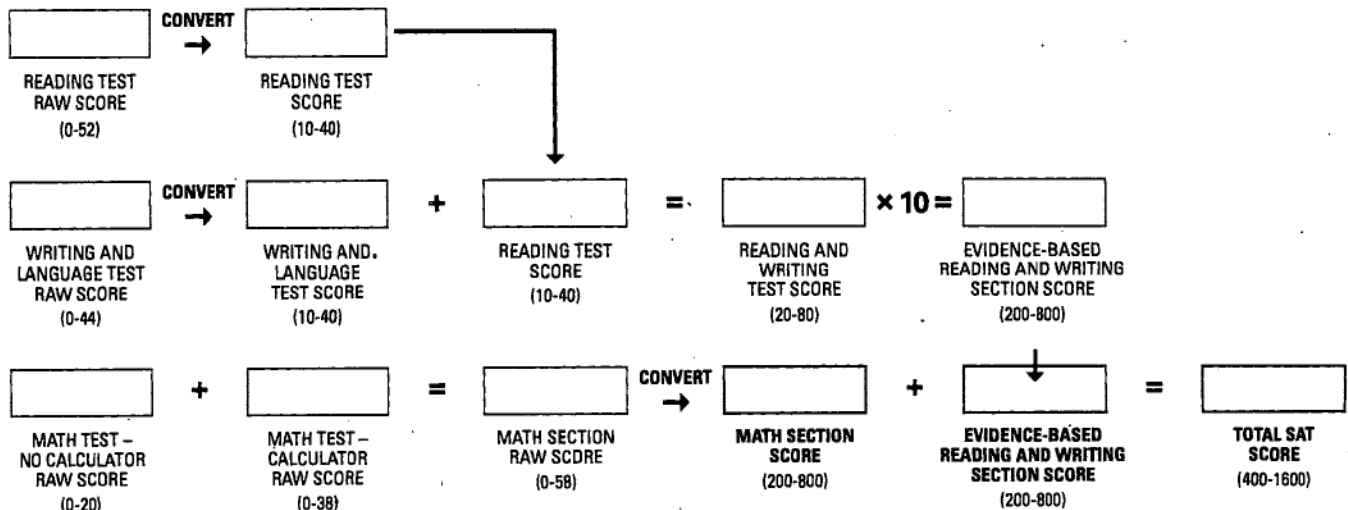 CONVERT
→
READING TEST
RAW SCORE
(0-52)
READING TEST
SCORE
(10-40)
CONVERT
→
+
=
× 10 =
WRITING AND
LANGUAGE TEST
RAW SCORE
(0-44)
WRITING AND.
LANGUAGE
TEST SCORE
(10-40)
READING TEST
SCORE
(10-40)
READING AND
WRITING
TEST SCORE
(20-80)
EVIDENCE-BASED
READING AND WRITING
SECTION SCORE
(200-800)
+
=
CONVERT
→
+
=
MATH TEST –
NO CALCULATOR
RAW SCORE
(0-20)
MATH TEST –
CALCULATOR
RAW SCORE
(0-38)
MATH SECTION
RAW SCORE
(0-58)
MATH SECTION
SCORE
(200-800)
EVIDENCE-BASED
READING AND WRITING
SECTION SCORE
(200-800)
TOTAL SAT
SCORE
(400-1600)